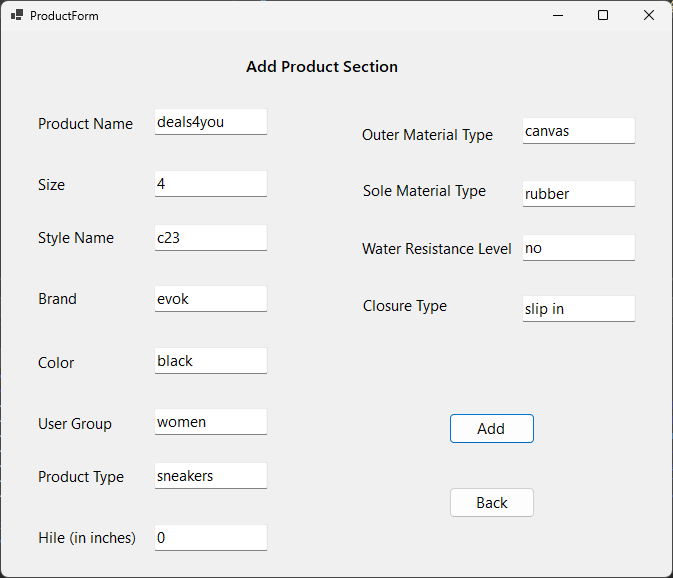 ProductForm
Add Product Section
Product Name deals4you
Size 4
Style Name c23
Brand evok
Color black
User Group women
Product Type sneakers
Hile (in inches) 0
Outer Material Type canvas
Sole Material Type rubber
Water Resistance Level no
Closure Type slip in
Add
Back